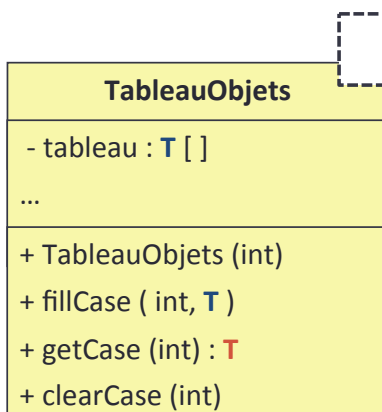 TableauObjets
- tableau : T [ ]
...
+ TableauObjets (int)
+ fillCase ( int, T )
+ getCase (int) : T
+ clearCase (int)